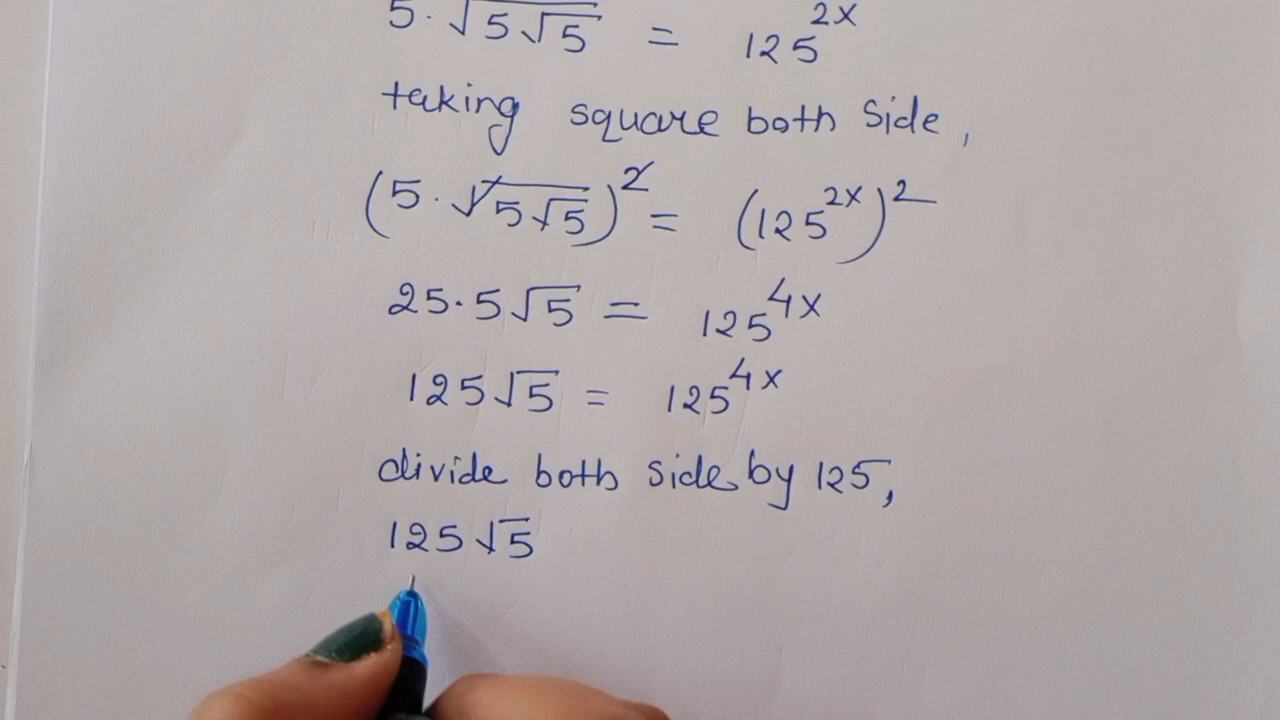 5·√5√5 = 125^2x
taking square both side,
(5·√5√5)^2 = (125^2x)^2
25·5√5 = 125^4x
125√5 = 125^4x
divide both side by 125,
125√5